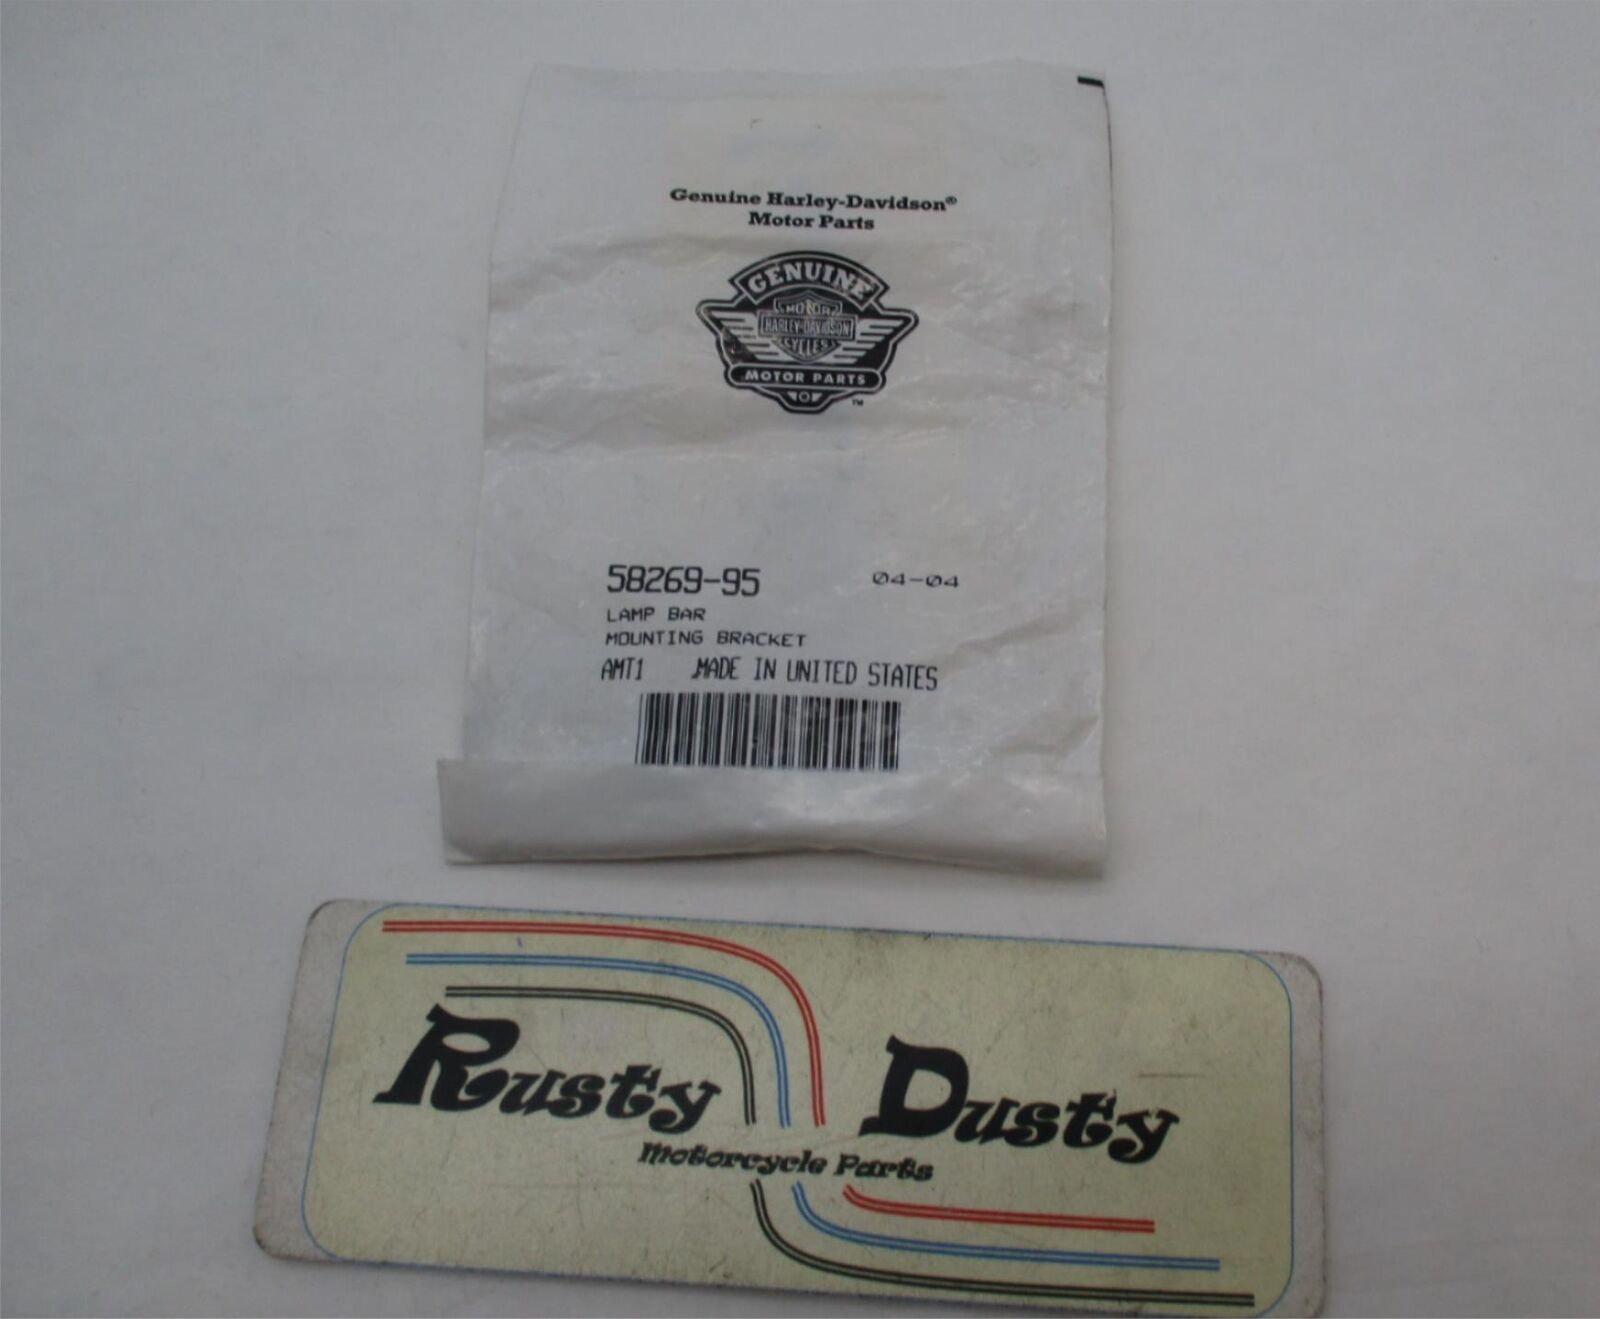 Genuine Harley-Davidson®
Motor Parts
GENUINE
MOTOR
HARLEY-DAVIDSON
CYCLES
MOTOR PARTS
TM
58269-95 04-04
LAMP BAR
MOUNTING BRACKET
AMT1 MADE IN UNITED STATES
Rusty Dusty
Motorcycle Parts